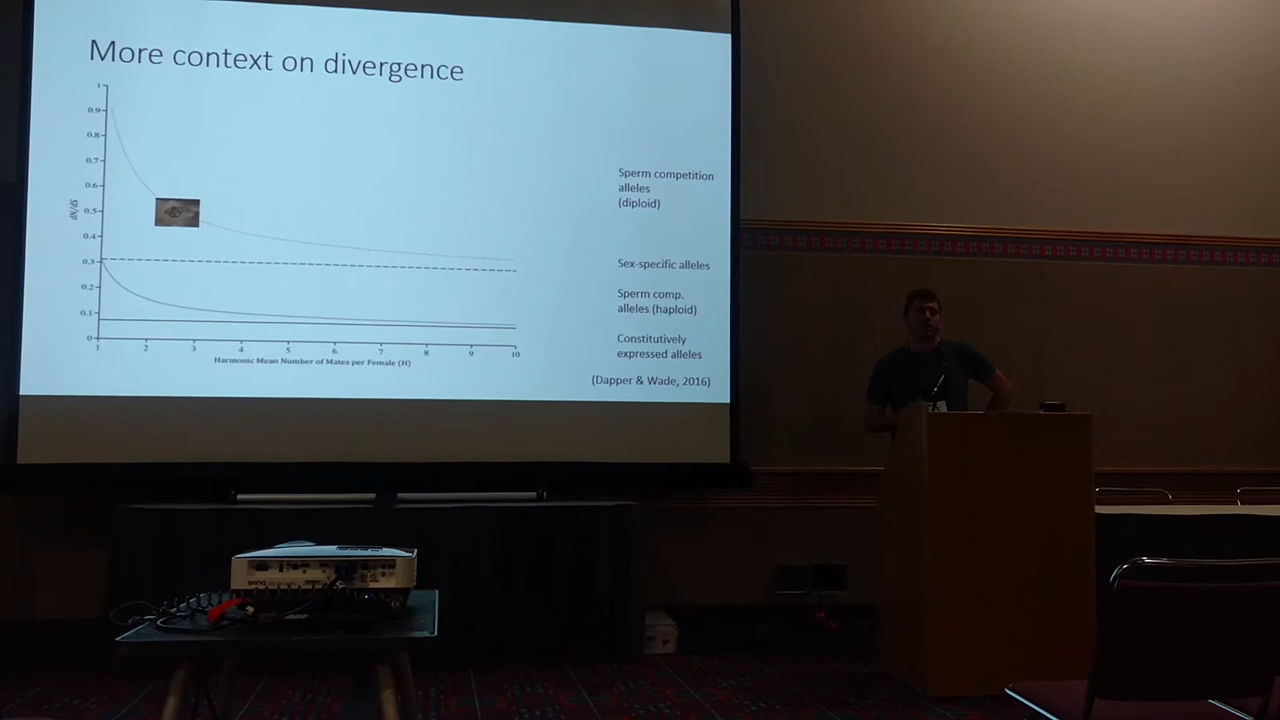 More context on divergence
1
0.9
0.8
0.7
0.6
0.5
0.4
0.3
0.2
0.1
0
dN/dS
1 2 3 4 5 6 7 8 9 10
Harmonic Mean Number of Mates per Female (H)
Sperm competition
alleles
(diploid)
Sex-specific alleles
Sperm comp.
alleles (haploid)
Constitutively
expressed alleles
(Dapper & Wade, 2016)
BENQ